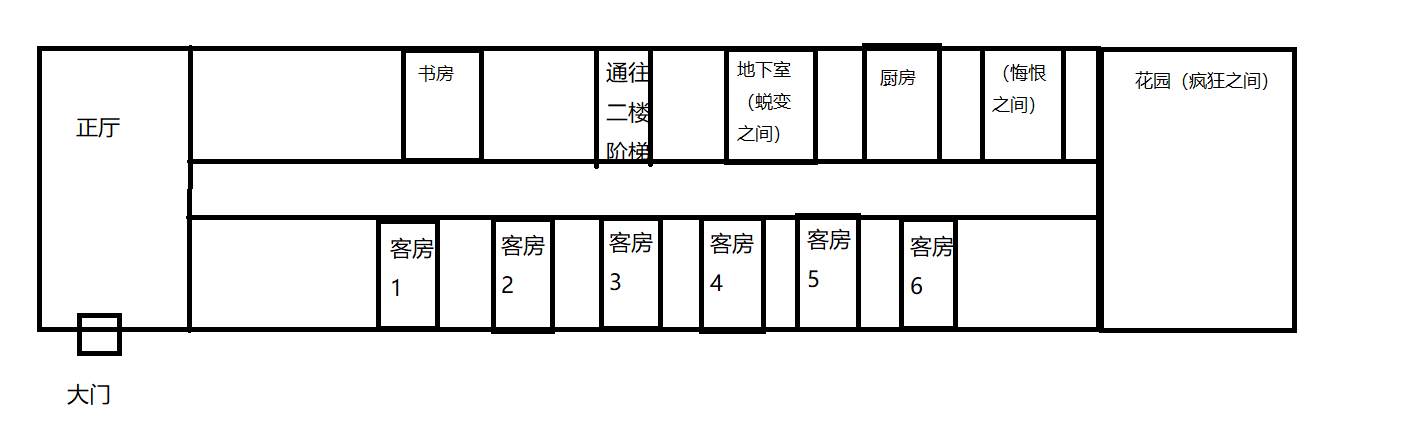 正厅
书房
通往
二楼
阶梯
地下室
（蜕变
之间）
厨房
（悔恨
之间）
花园（疯狂之间）
客房
1
客房
2
客房
3
客房
4
客房
5
客房
6
大门